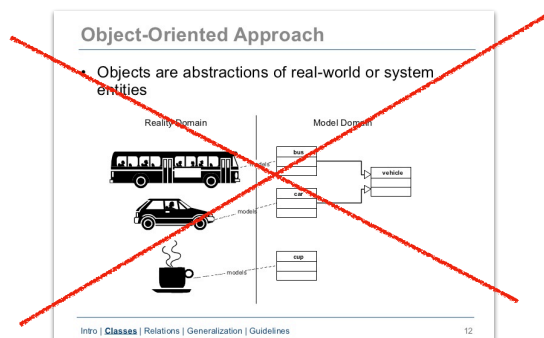 Object-Oriented Approach
• Objects are abstractions of real-world or system
entities
Reality Domain
Model Domain
bus
models
vehicle
car
models
cup
models
Intro | Classes | Relations | Generalization | Guidelines
12